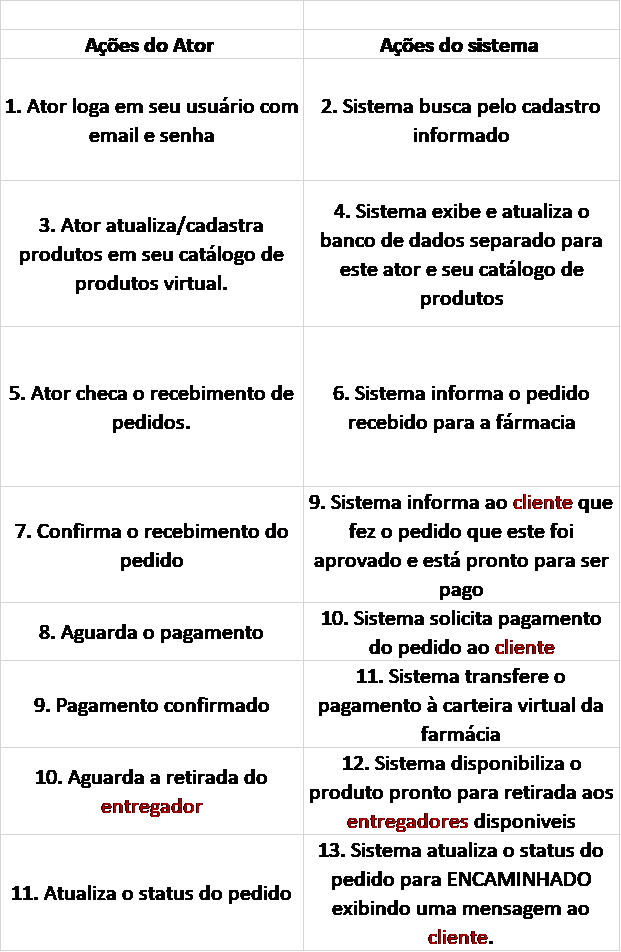 Ações do Ator
Ações do sistema
1. Ator loga em seu usuário com
email e senha
2. Sistema busca pelo cadastro
informado
3. Ator atualiza/cadastra
produtos em seu catálogo de
produtos virtual.
4. Sistema exibe e atualiza o
banco de dados separado para
este ator e seu catálogo de
produtos
5. Ator checa o recebimento de
pedidos.
6. Sistema informa o pedido
recebido para a fármacia
7. Confirma o recebimento do
pedido
9. Sistema informa ao cliente que
fez o pedido que este foi
aprovado e está pronto para ser
pago
8. Aguarda o pagamento
10. Sistema solicita pagamento
do pedido ao cliente
9. Pagamento confirmado
11. Sistema transfere o
pagamento à carteira virtual da
farmácia
10. Aguarda a retirada do
entregador
12. Sistema disponibiliza o
produto pronto para retirada aos
entregadores disponiveis
11. Atualiza o status do pedido
13. Sistema atualiza o status do
pedido para ENCAMINHADO
exibindo uma mensagem ao
cliente.